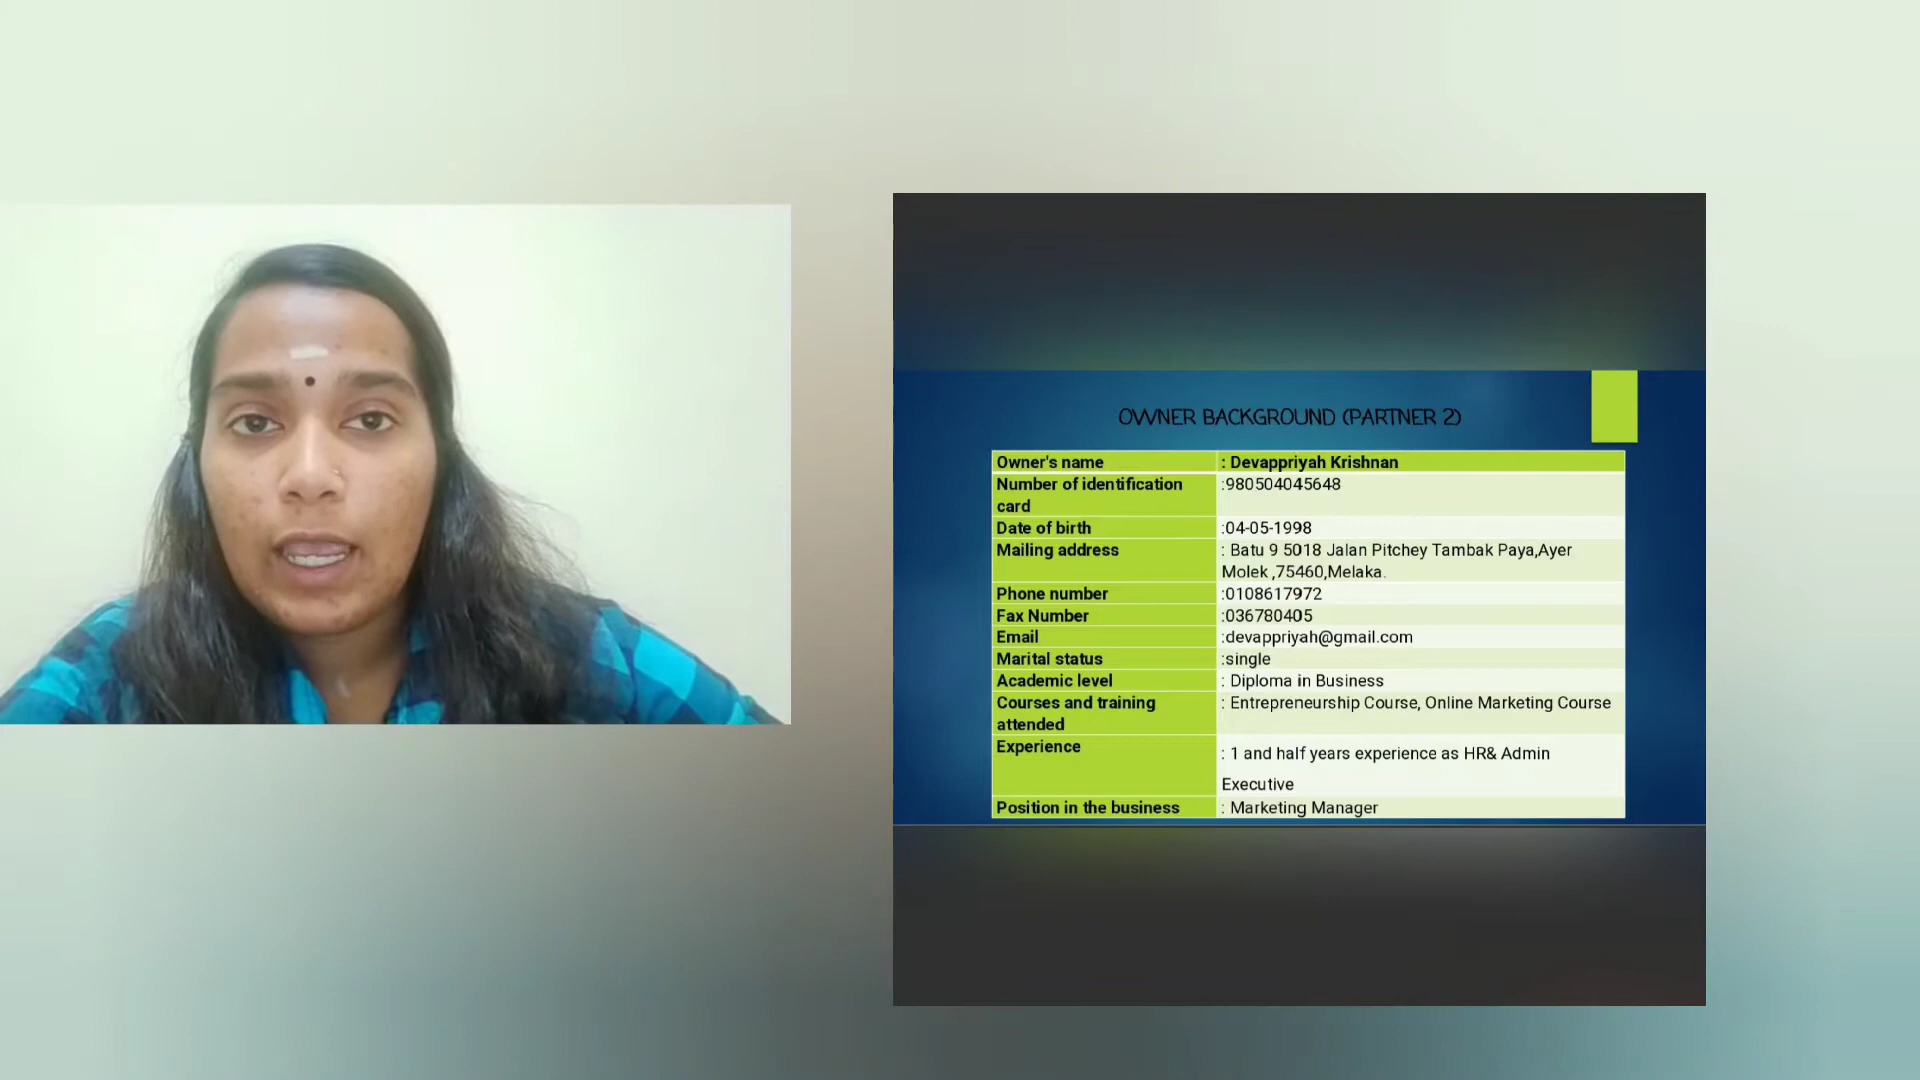 OWNER BACKGROUND (PARTNER 2)
Owner's name : Devappriyah Krishnan
Number of identification :980504045648
card
Date of birth :04-05-1998
Mailing address : Batu 9 5018 Jalan Pitchey Tambak Paya,Ayer
Molek ,75460,Melaka.
Phone number :0108617972
Fax Number :036780405
Email :devappriyah@gmail.com
Marital status :single
Academic level : Diploma in Business
Courses and training : Entrepreneurship Course, Online Marketing Course
attended
Experience : 1 and half years experience as HR& Admin
Executive
Position in the business : Marketing Manager